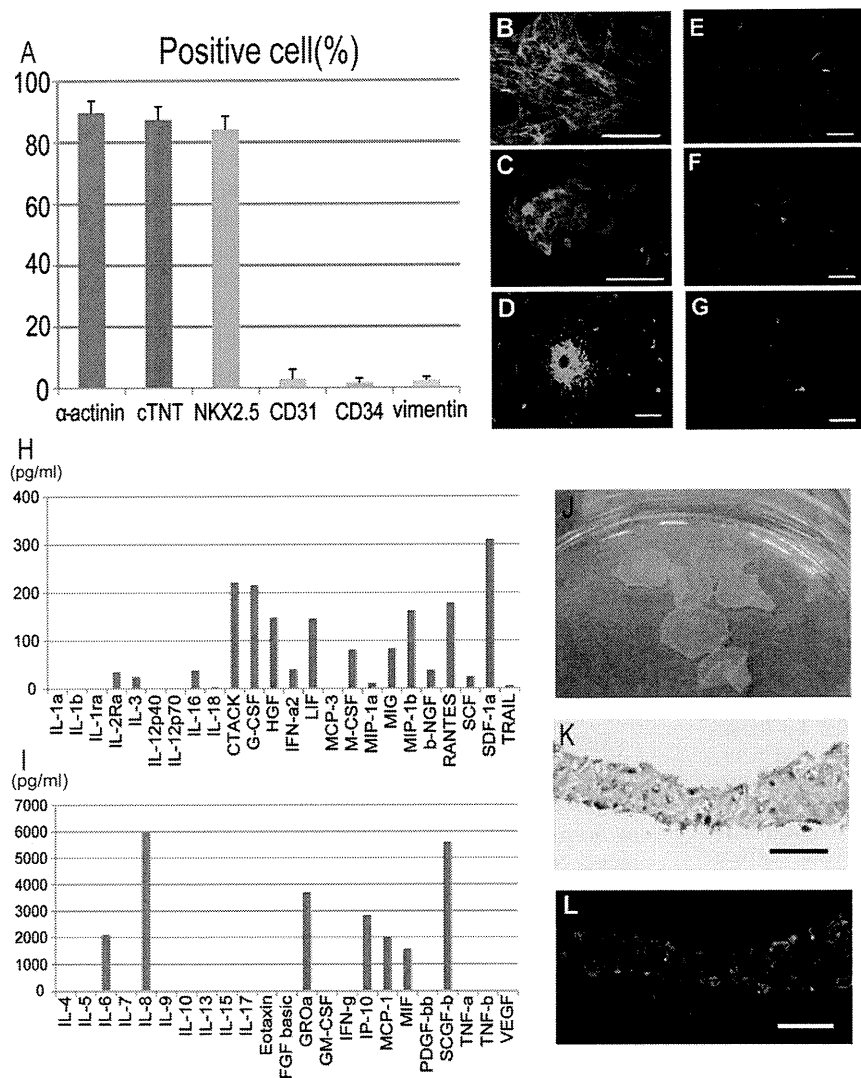 A
Positive cell(%)
100
80
60
40
20
0
α-actinin cTNT NKX2.5 CD31 CD34 vimentin
B
E
C
F
D
G
H
(pg/ml)
400
300
200
100
0
IL-1a
IL-1b
IL-1ra
IL-2Ra
IL-3
IL-12p40
IL-12p70
IL-16
IL-18
CTACK
G-CSF
HGF
IFN-a2
LIF
MCP-3
M-CSF
MIP-1a
MIG
MIP-1b
b-NGF
RANTES
SCF
SDF-1a
TRAIL
I
(pg/ml)
7000
6000
5000
4000
3000
2000
1000
0
IL-4
IL-5
IL-6
IL-7
IL-8
IL-9
IL-10
IL-13
IL-15
IL-17
Eotaxin
FGF basic
GROa
GM-CSF
IFN-g
IP-10
MCP-1
MIF
PDGF-bb
SCGF-b
TNF-a
TNF-b
VEGF
J
K
L